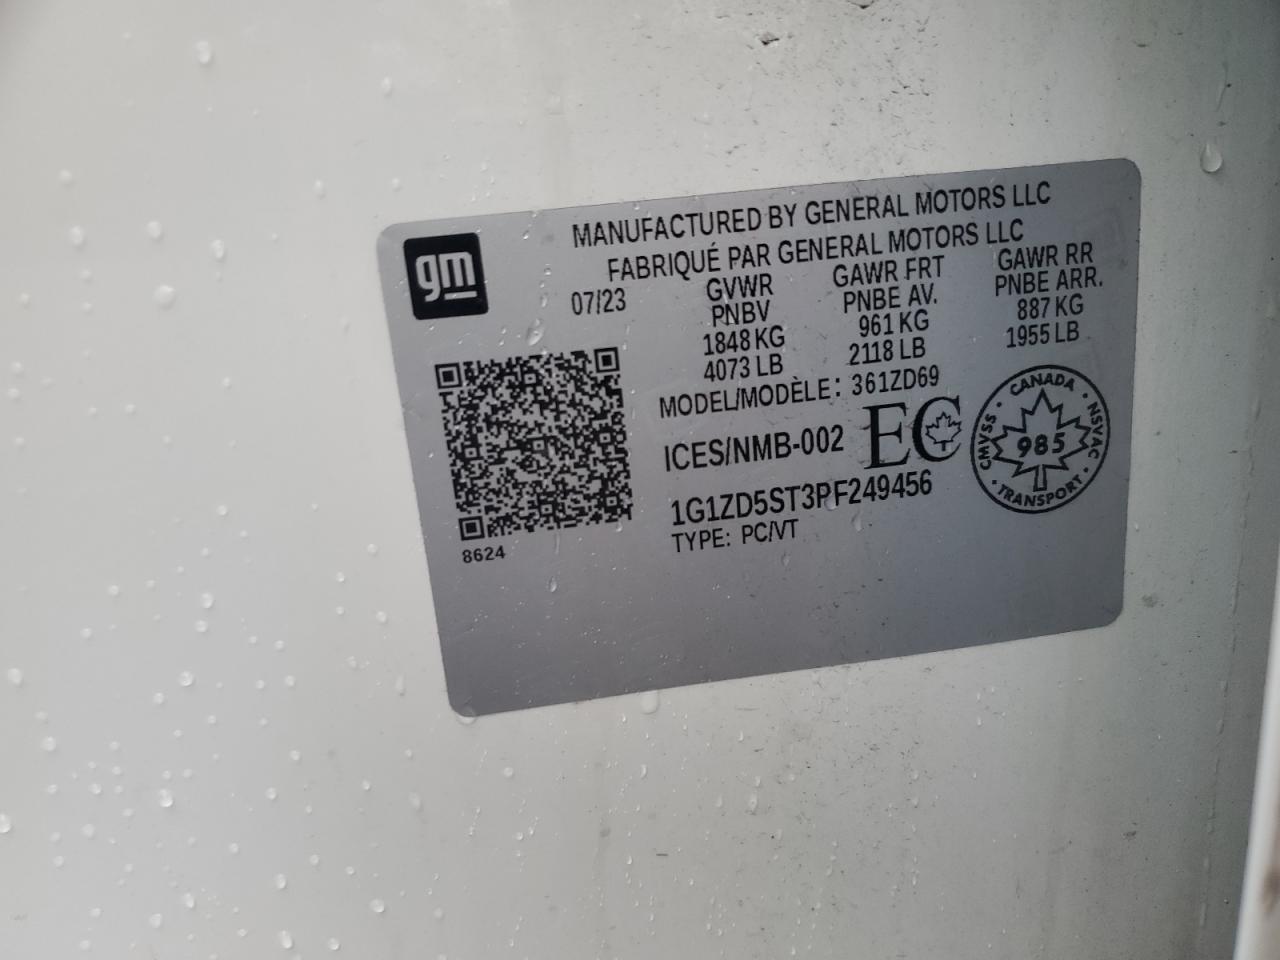 gm
MANUFACTURED BY GENERAL MOTORS LLC
FABRIQUÉ PAR GENERAL MOTORS LLC
07/23 GVWR GAWR FRT GAWR RR
PNBV PNBE AV. PNBE ARR.
1848 KG 961 KG 887 KG
4073 LB 2118 LB 1955 LB
MODEL/MODÈLE: 361ZD69
ICES/NMB-002 EC
CANADA
CMVSS 985 NSVAC
TRANSPORT
1G1ZD5ST3PF249456
TYPE: PC/VT
8624